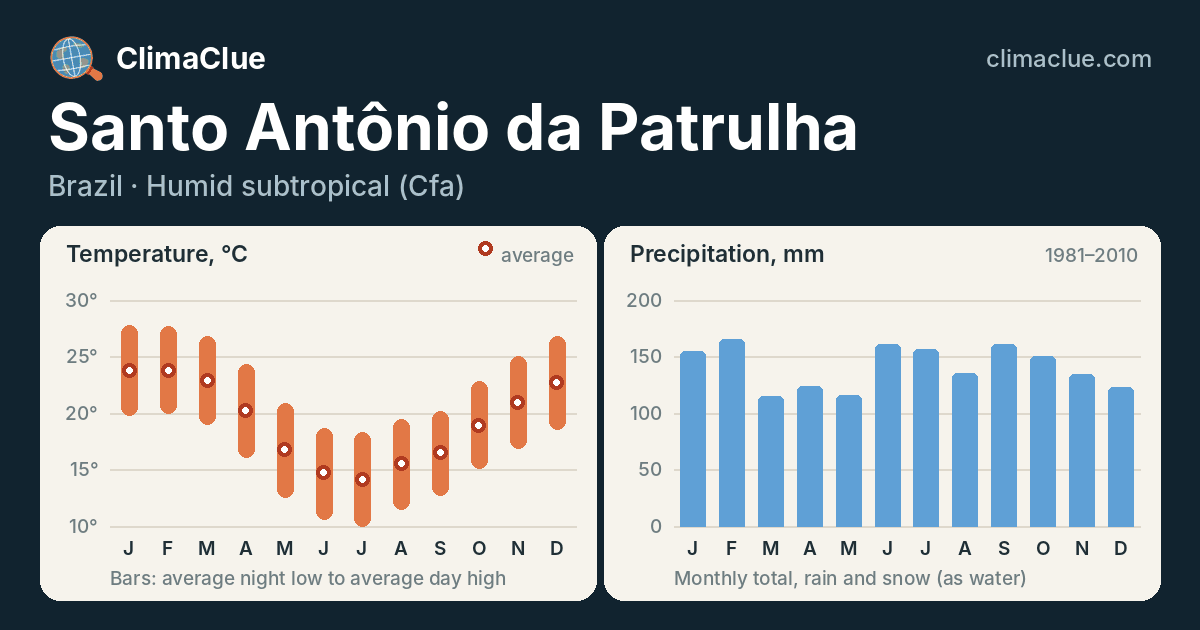 ClimaClue
climaclue.com
Santo Antônio da Patrulha
Brazil · Humid subtropical (Cfa)
Temperature, °C
average
30°
25°
20°
15°
10°
J F M A M J J A S O N D
Bars: average night low to average day high
Precipitation, mm
1981–2010
200
150
100
50
0
J F M A M J J A S O N D
Monthly total, rain and snow (as water)